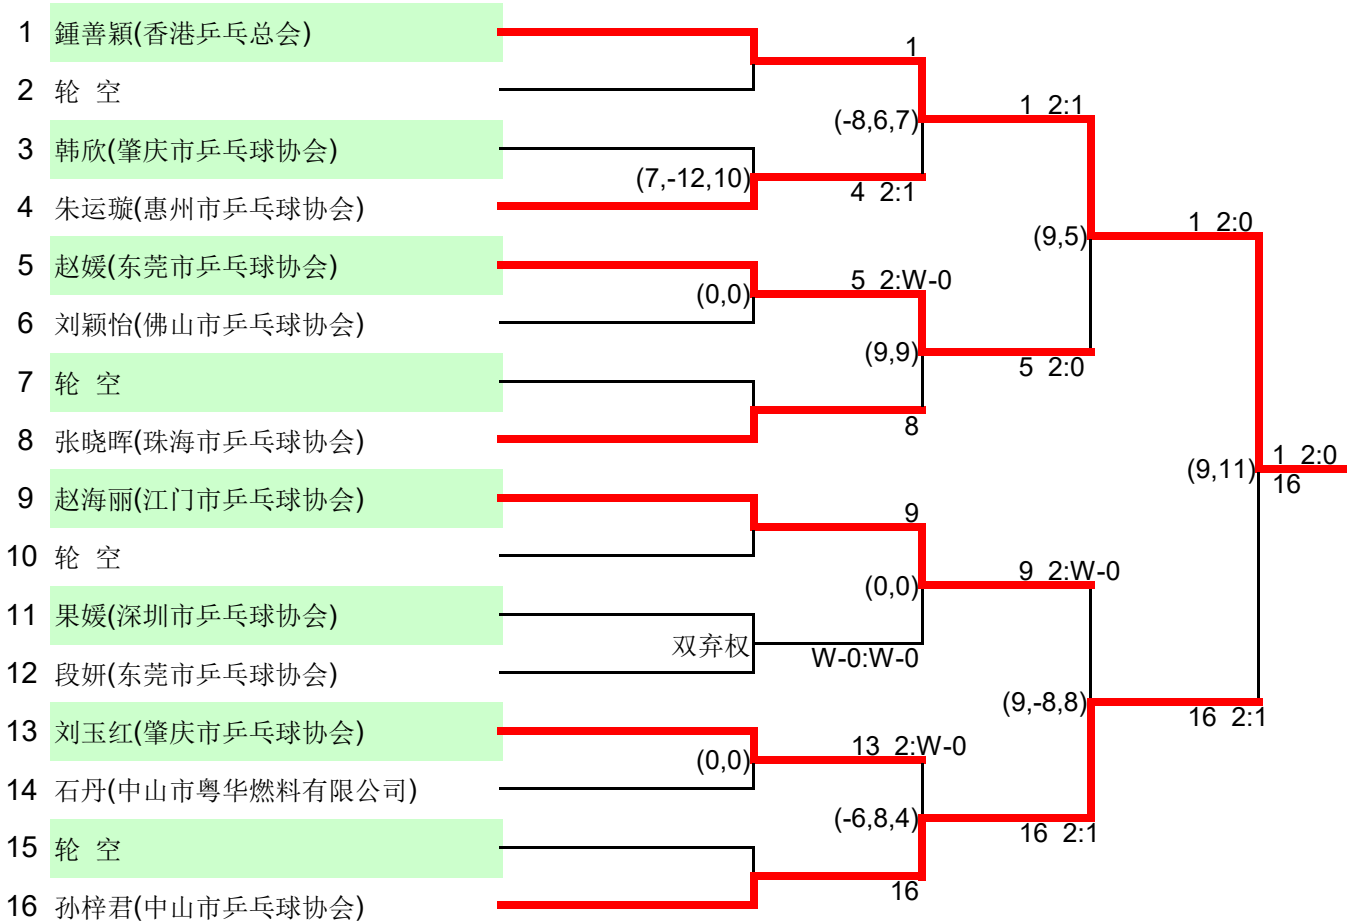 1 鍾善穎(香港乒乓总会)
2 轮 空
3 韩欣(肇庆市乒乓球协会)
4 朱运璇(惠州市乒乓球协会)
5 赵媛(东莞市乒乓球协会)
6 刘颖怡(佛山市乒乓球协会)
7 轮 空
8 张晓晖(珠海市乒乓球协会)
9 赵海丽(江门市乒乓球协会)
10 轮 空
11 果媛(深圳市乒乓球协会)
12 段妍(东莞市乒乓球协会)
13 刘玉红(肇庆市乒乓球协会)
14 石丹(中山市粤华燃料有限公司)
15 轮 空
16 孙梓君(中山市乒乓球协会)
(7,-12,10)
(0,0)
双弃权
(0,0)
1
4 2:1
5 2:W-0
8
9
W-0:W-0
13 2:W-0
16
(-8,6,7)
(9,9)
(0,0)
(-6,8,4)
1 2:1
5 2:0
9 2:W-0
16 2:1
(9,5)
(9,-8,8)
1 2:0
16 2:1
(9,11)
1 2:0
16